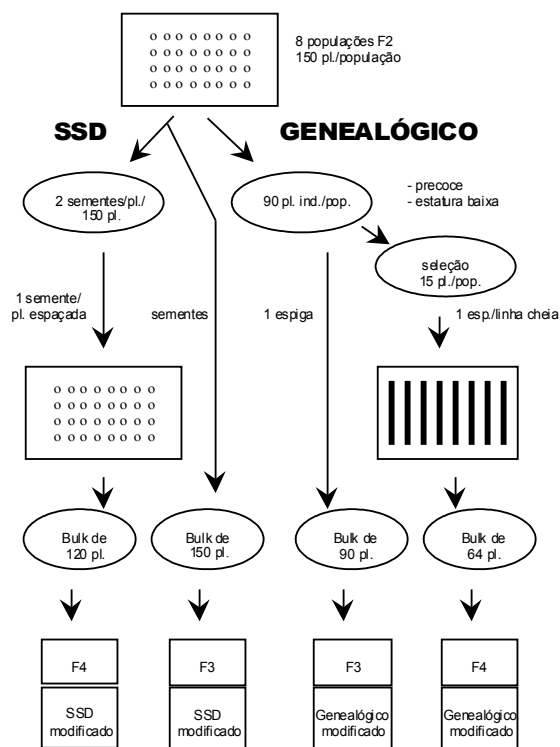 o o o o o o o o
o o o o o o o o
o o o o o o o o
o o o o o o o o
8 populações F2
150 pl./população
SSD
GENEALÓGICO
2 sementes/pl./
150 pl.
90 pl. ind./pop.
- precoce
- estatura baixa
seleção
15 pl./pop.
1 semente/
pl. espaçada
sementes
1 espiga
1 esp./linha cheia
o o o o o o o o
o o o o o o o o
o o o o o o o o
o o o o o o o o
Bulk de
120 pl.
Bulk de
150 pl.
Bulk de
90 pl.
Bulk de
64 pl.
F4
F3
F3
F4
SSD
modificado
SSD
modificado
Genealógico
modificado
Genealógico
modificado